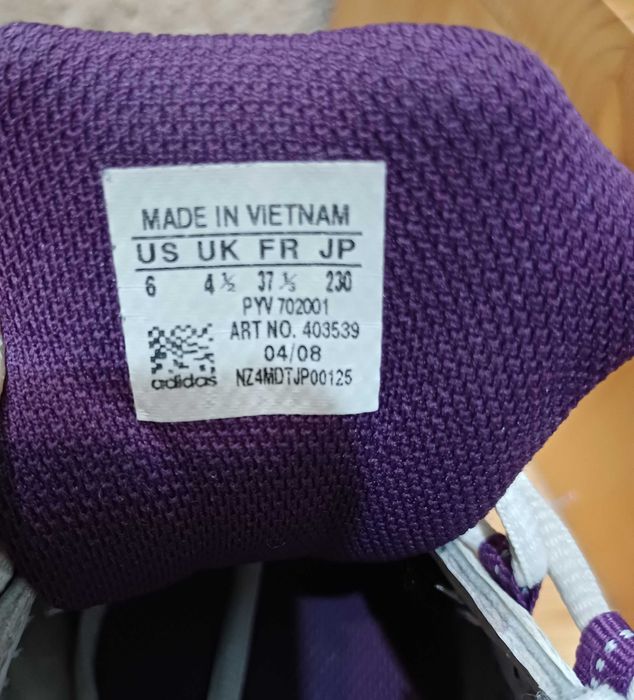 MADE IN VIETNAM
US UK FR JP
6 4 ½ 37 ⅓ 230
PYV 702001
ART NO. 403539
04/08
adidas NZ4MDTJP00125